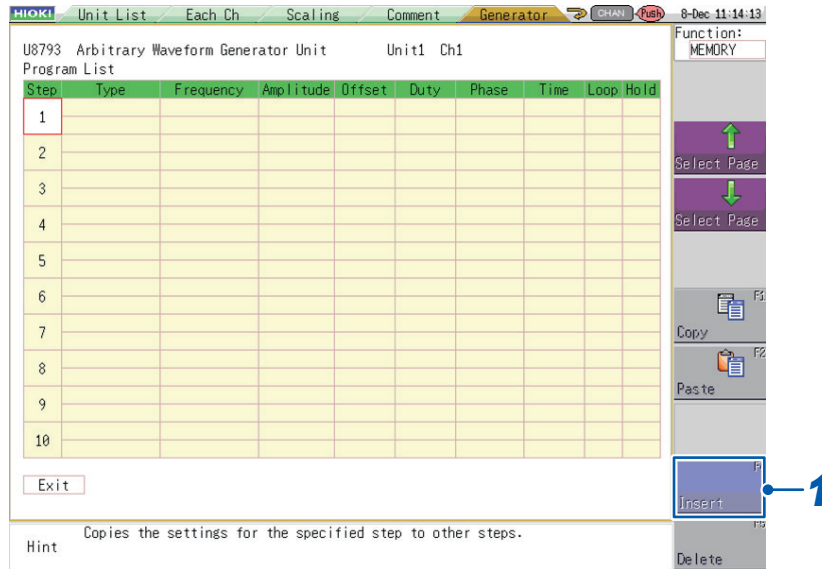 HIOKI Unit List Each Ch Scaling Comment Generator CHAN Push 8-Dec 11:14:13
Function:
MEMORY
U8793 Arbitrary Waveform Generator Unit Unit1 Ch1
Program List
Step Type Frequency Amplitude Offset Duty Phase Time Loop Hold
1
2
3
4
5
6
7
8
9
10
Exit
Select Page
Select Page
F1
Copy
F2
Paste
Insert
1
F5
Delete
Hint Copies the settings for the specified step to other steps.